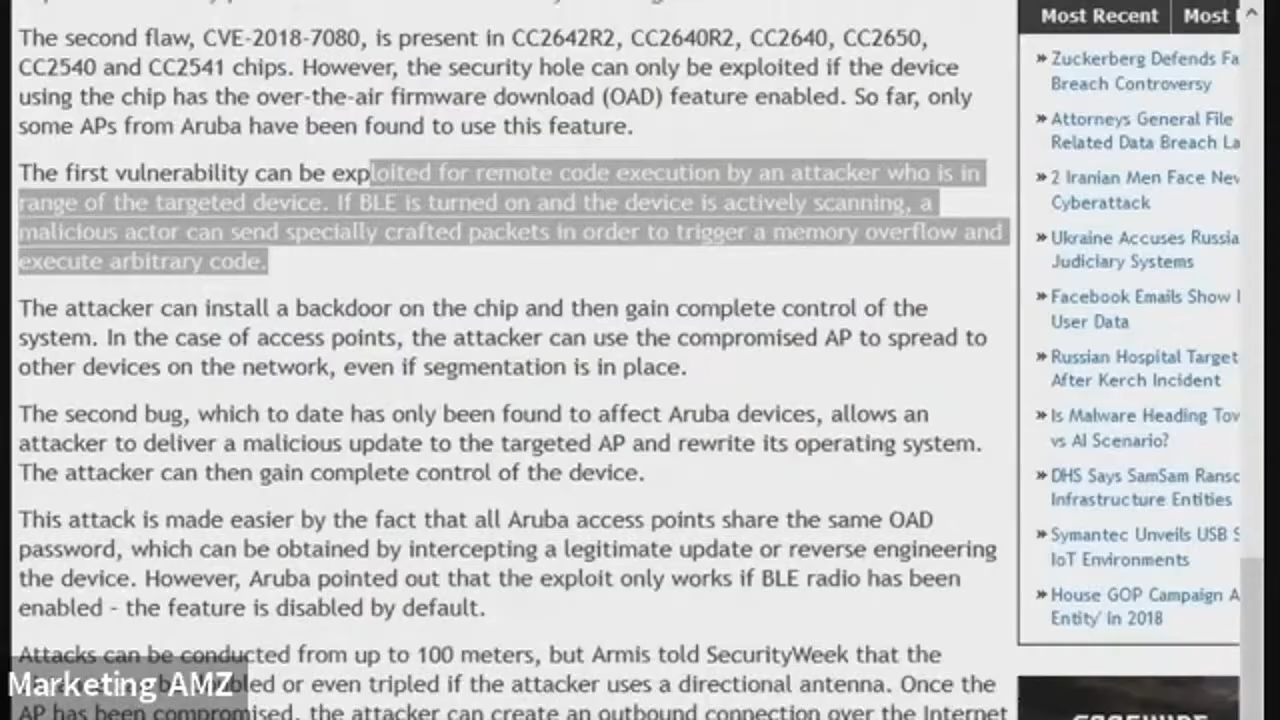 The second flaw, CVE-2018-7080, is present in CC2642R2, CC2640R2, CC2640, CC2650,
CC2540 and CC2541 chips. However, the security hole can only be exploited if the device
using the chip has the over-the-air firmware download (OAD) feature enabled. So far, only
some APs from Aruba have been found to use this feature.
The first vulnerability can be exploited for remote code execution by an attacker who is in
range of the targeted device. If BLE is turned on and the device is actively scanning, a
malicious actor can send specially crafted packets in order to trigger a memory overflow and
execute arbitrary code.
The attacker can install a backdoor on the chip and then gain complete control of the
system. In the case of access points, the attacker can use the compromised AP to spread to
other devices on the network, even if segmentation is in place.
The second bug, which to date has only been found to affect Aruba devices, allows an
attacker to deliver a malicious update to the targeted AP and rewrite its operating system.
The attacker can then gain complete control of the device.
This attack is made easier by the fact that all Aruba access points share the same OAD
password, which can be obtained by intercepting a legitimate update or reverse engineering
the device. However, Aruba pointed out that the exploit only works if BLE radio has been
enabled - the feature is disabled by default.
Attacks can be conducted from up to 100 meters, but Armis told SecurityWeek that the
or even tripled if the attacker uses a directional antenna. Once the
AP has been compromised, the attacker can create an outbound connection over the Internet
Marketing AMZ
Most Recent
Most
» Zuckerberg Defends Fa
Breach Controversy
» Attorneys General File
Related Data Breach La
» 2 Iranian Men Face Nev
Cyberattack
» Ukraine Accuses Russia
Judiciary Systems
» Facebook Emails Show
User Data
» Russian Hospital Target
After Kerch Incident
» Is Malware Heading Tov
vs AI Scenario?
» DHS Says SamSam Ransc
Infrastructure Entities
» Symantec Unveils USB S
IoT Environments
» House GOP Campaign A
Entity' in 2018